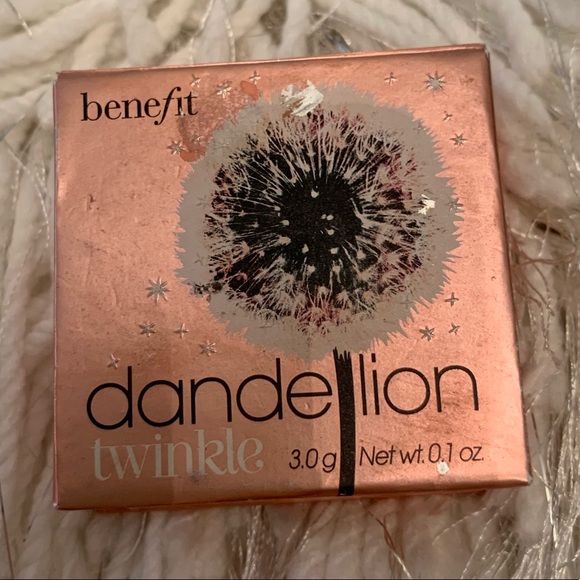 benefit
dandelion
twinkle
3.0 g Net wt. 0.1 oz.